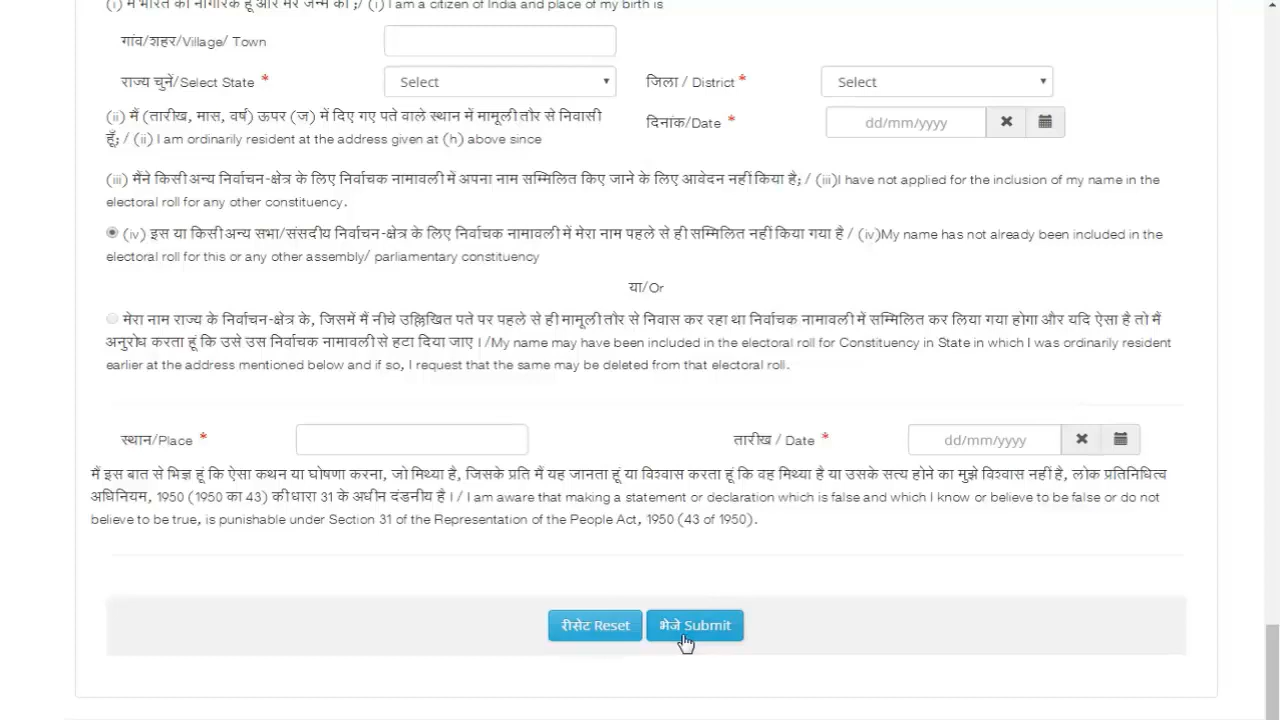 (i) मैं भारत का नागरिक हूँ और मेरे जन्म का ;/ (i) I am a citizen of India and place of my birth is
गांव/शहर/Village/ Town
राज्य चुनें/Select State * Select जिला / District * Select
(ii) मैं (तारीख, मास, वर्ष) ऊपर (ज) में दिए गए पते वाले स्थान में मामूली तौर से निवासी
हूँ; / (ii) I am ordinarily resident at the address given at (h) above since
दिनांक/Date * dd/mm/yyyy
(iii) मैंने किसी अन्य निर्वाचन-क्षेत्र के लिए निर्वाचक नामावली में अपना नाम सम्मिलित किए जाने के लिए आवेदन नहीं किया है; / (iii)I have not applied for the inclusion of my name in the
electoral roll for any other constituency.
(iv) इस या किसी अन्य सभा/संसदीय निर्वाचन-क्षेत्र के लिए निर्वाचक नामावली में मेरा नाम पहले से ही सम्मिलित नहीं किया गया है / (iv)My name has not already been included in the
electoral roll for this or any other assembly/ parliamentary constituency
या/Or
मेरा नाम राज्य के निर्वाचन-क्षेत्र के, जिसमें मैं नीचे उल्लिखित पते पर पहले से ही मामूली तौर से निवास कर रहा था निर्वाचक नामावली में सम्मिलित कर लिया गया होगा और यदि ऐसा है तो मैं
अनुरोध करता हूं कि उसे उस निर्वाचक नामावली से हटा दिया जाए । /My name may have been included in the electoral roll for Constituency in State in which I was ordinarily resident
earlier at the address mentioned below and if so, I request that the same may be deleted from that electoral roll.
स्थान/Place * तारीख / Date * dd/mm/yyyy
मैं इस बात से भिज्ञ हूं कि ऐसा कथन या घोषणा करना, जो मिथ्या है, जिसके प्रति मैं यह जानता हूं या विश्वास करता हूं कि वह मिथ्या है या उसके सत्य होने का मुझे विश्वास नहीं है, लोक प्रतिनिधित्व
अधिनियम, 1950 (1950 का 43) की धारा 31 के अधीन दंडनीय है । / I am aware that making a statement or declaration which is false and which I know or believe to be false or do not
believe to be true, is punishable under Section 31 of the Representation of the People Act, 1950 (43 of 1950).
रीसेट Reset भेजे Submit